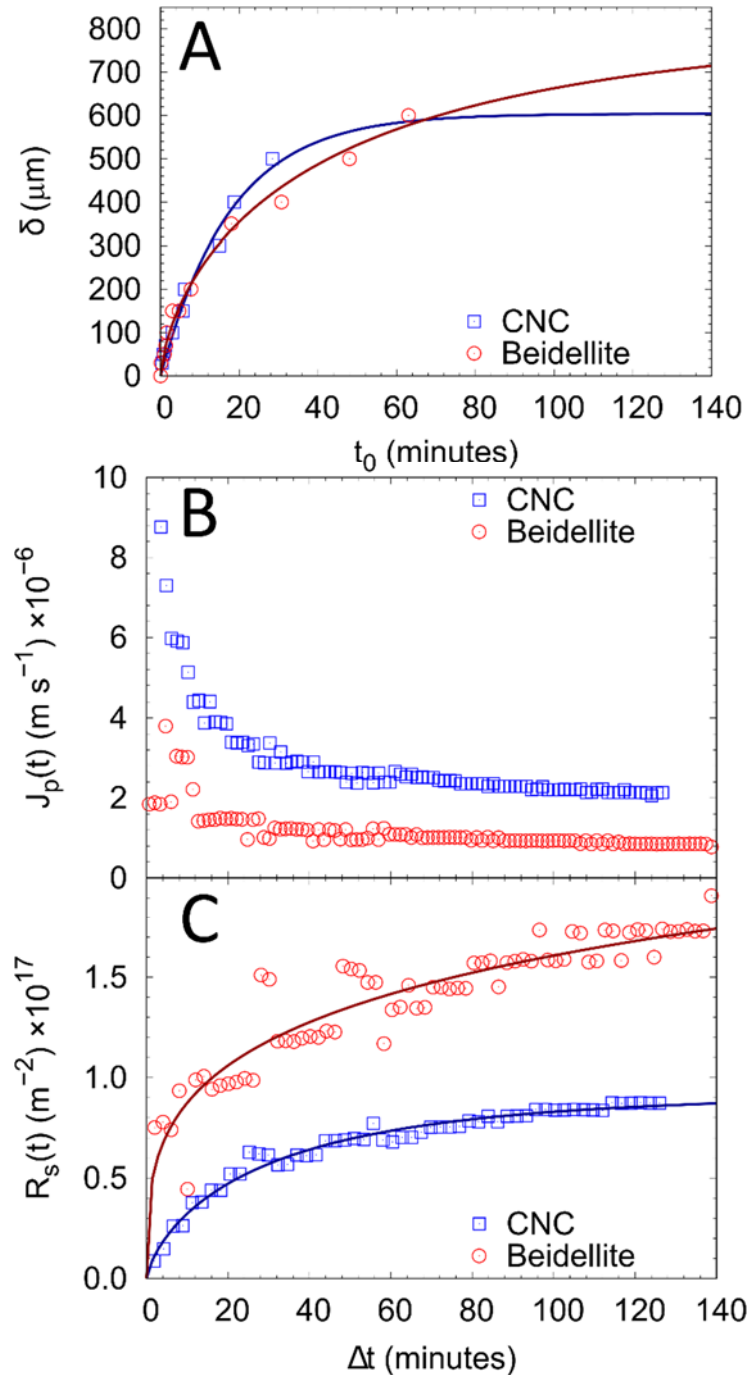 A
800
700
600
500
400
300
200
100
0
δ (μm)
CNC
Beidellite
0 20 40 60 80 100 120 140
t₀ (minutes)
B
10
8
6
4
2
0
Jₚ(t) (m s⁻¹) ×10⁻⁶
CNC
Beidellite
C
1.5
1.0
0.5
0.0
Rₛ(t) (m⁻²) ×10¹⁷
CNC
Beidellite
0 20 40 60 80 100 120 140
Δt (minutes)